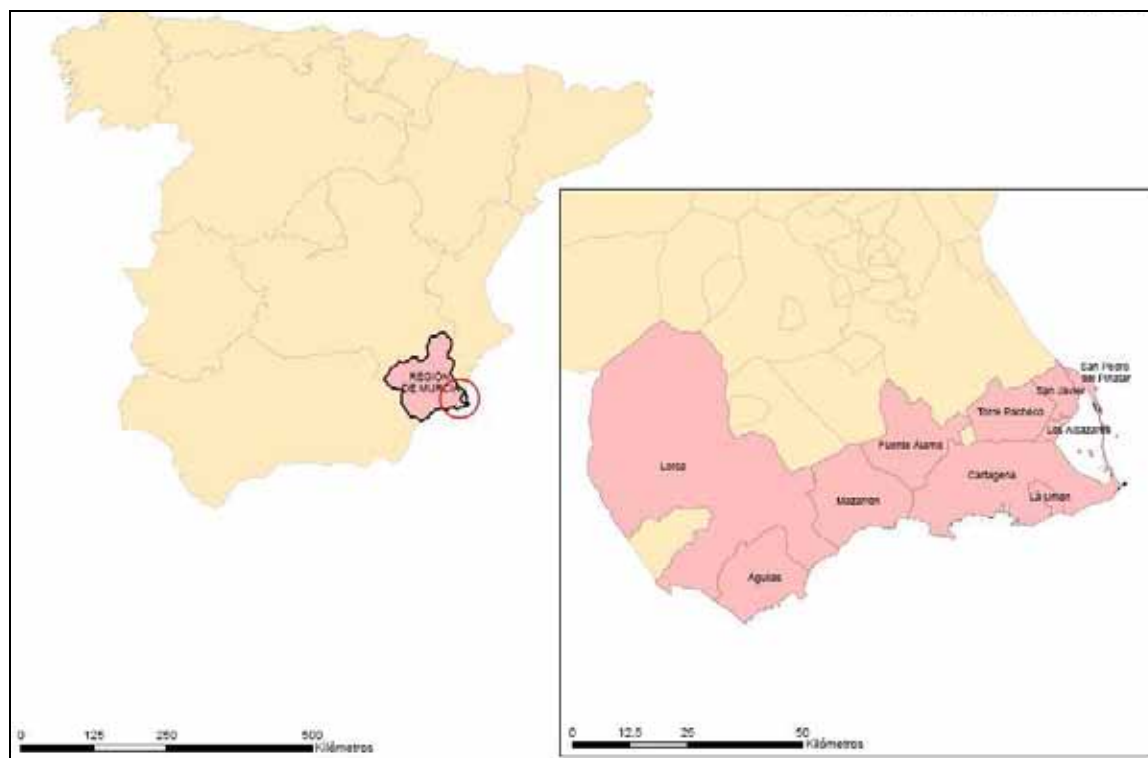 REGIÓN
DE MURCIA
0 125 250 500
Kilómetros
San Pedro
del Pinatar
San Javier
Torre Pacheco
Los Alcázares
Fuente Álamo
Lorca
Cartagena
La Unión
Mazarrón
Águilas
0 12,5 25 50
Kilómetros